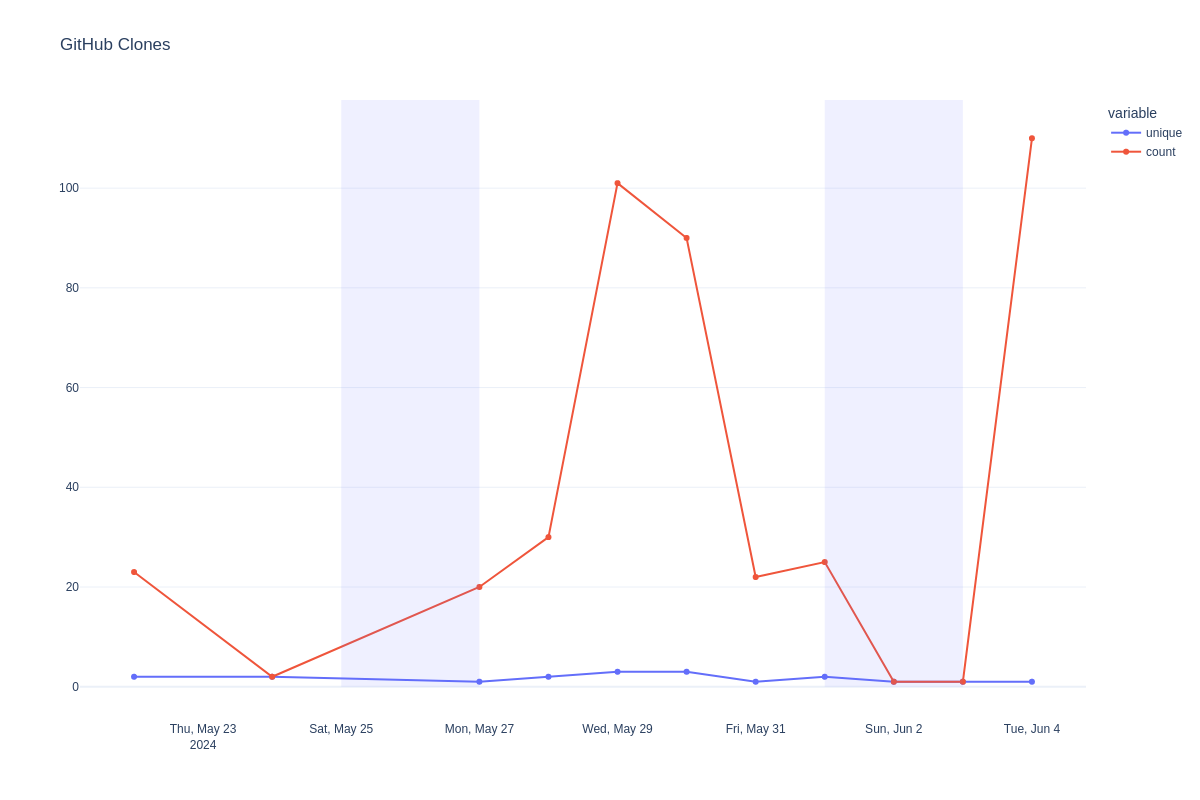 GitHub Clones
variable
unique
count
100
80
60
40
20
0
Thu, May 23
2024
Sat, May 25
Mon, May 27
Wed, May 29
Fri, May 31
Sun, Jun 2
Tue, Jun 4